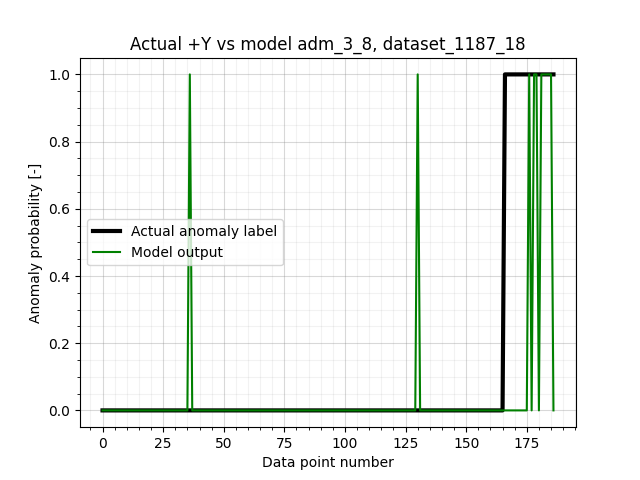 Actual +Y vs model adm_3_8, dataset_1187_18
1.0
0.8
0.6
0.4
0.2
0.0
Anomaly probability [-]
Actual anomaly label
Model output
0 25 50 75 100 125 150 175
Data point number